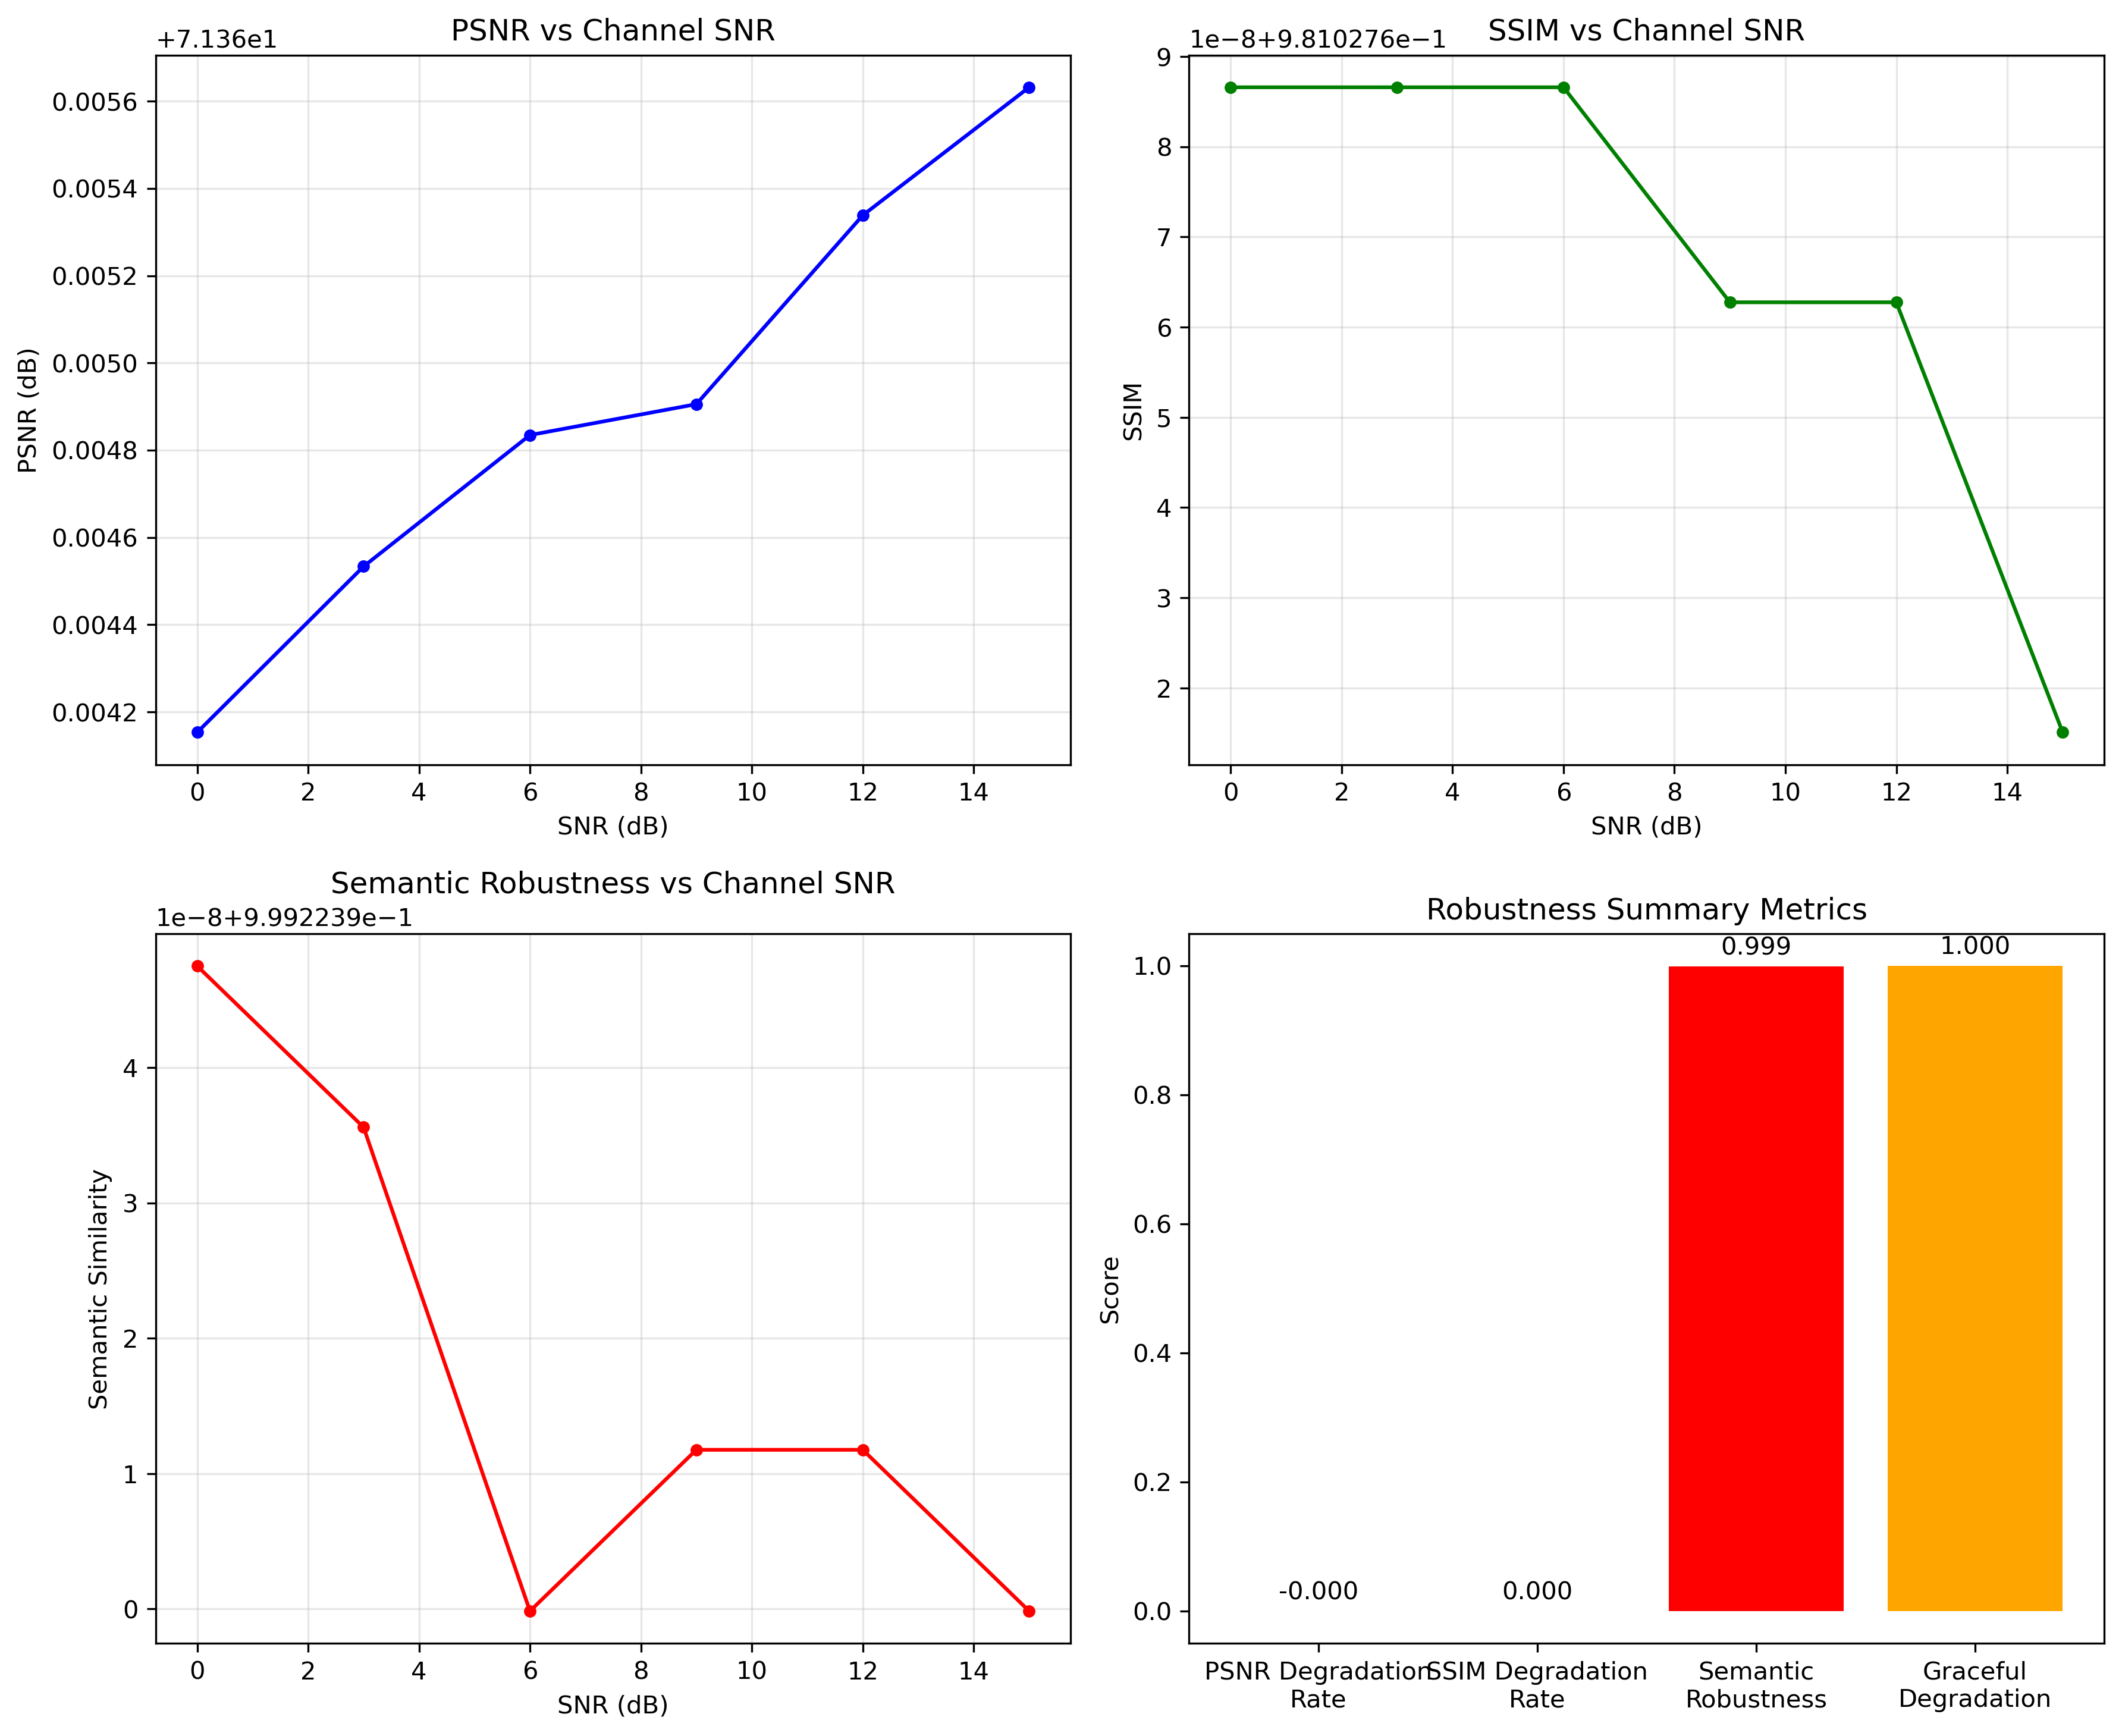 PSNR vs Channel SNR
+7.136e1
0.0056
0.0054
0.0052
0.0050
0.0048
0.0046
0.0044
0.0042
PSNR (dB)
0 2 4 6 8 10 12 14
SNR (dB)
SSIM vs Channel SNR
1e−8+9.810276e−1
9
8
7
6
5
4
3
2
SSIM
0 2 4 6 8 10 12 14
SNR (dB)
Semantic Robustness vs Channel SNR
1e−8+9.992239e−1
4
3
2
1
0
Semantic Similarity
0 2 4 6 8 10 12 14
SNR (dB)
Robustness Summary Metrics
0.999 1.000
1.0
0.8
0.6
0.4
0.2
0.0
Score
-0.000 0.000
PSNR Degradation
Rate
SSIM Degradation
Rate
Semantic
Robustness
Graceful
Degradation